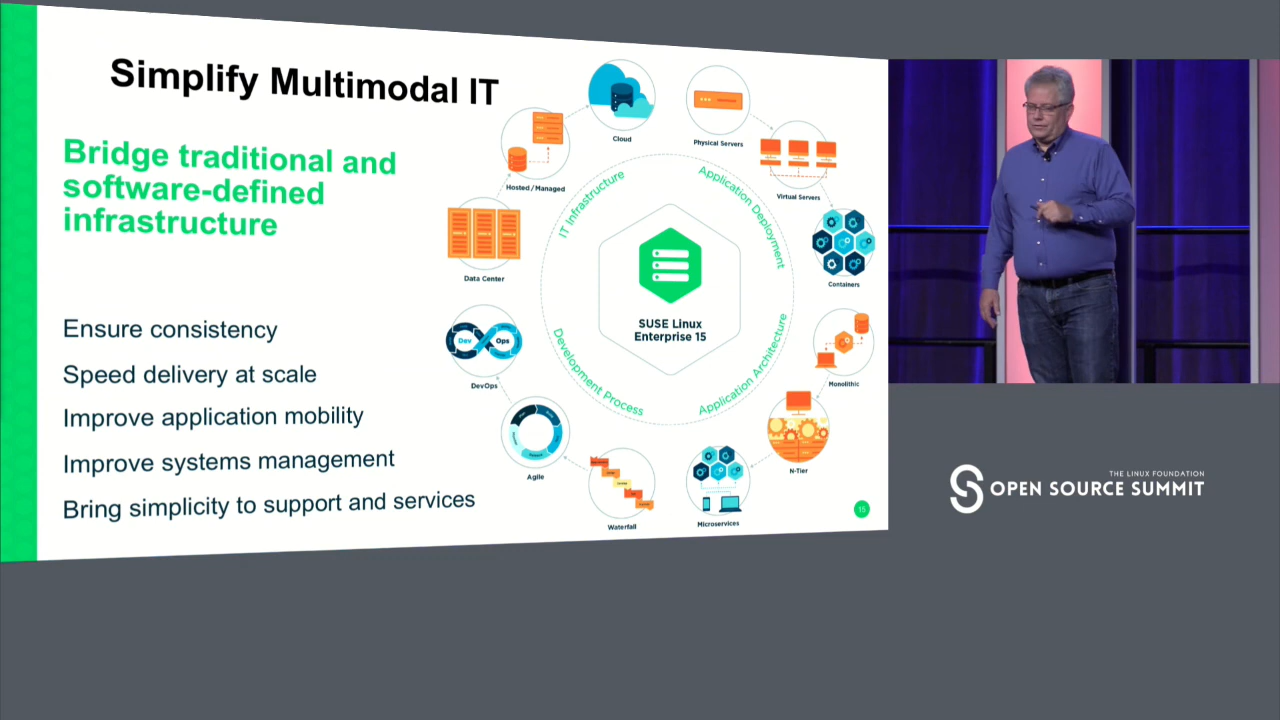 Simplify Multimodal IT
Bridge traditional and
software-defined
infrastructure
Ensure consistency
Speed delivery at scale
Improve application mobility
Improve systems management
Bring simplicity to support and services
Cloud
Physical Servers
Hosted / Managed
Virtual Servers
Data Center
Containers
IT Infrastructure
Application Deployment
SUSE Linux
Enterprise 15
Development Process
Application Architecture
Dev
Ops
DevOps
Monolithic
Agile
N-Tier
Waterfall
Microservices
15
THE LINUX FOUNDATION
OPEN SOURCE SUMMIT